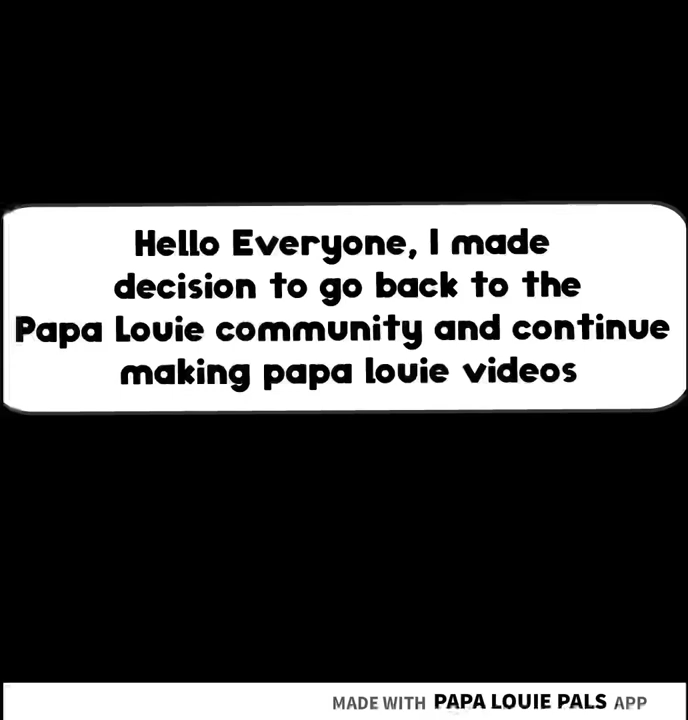 Hello Everyone, I made
decision to go back to the
Papa Louie community and continue
making papa louie videos
MADE WITH PAPA LOUIE PALS APP